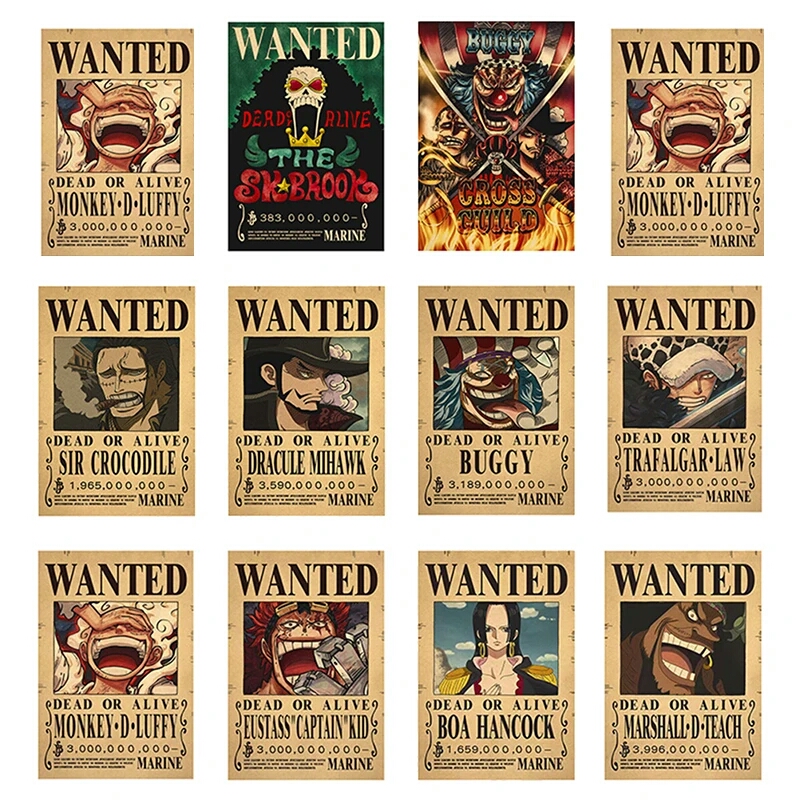 WANTED
DEAD OR ALIVE
MONKEY·D·LUFFY
3,000,000,000-
MARINE
WANTED
DEAD ALIVE
THE
SK★BROOK
383,000,000-
MARINE
BUGGY
CROSS
GUILD
WANTED
DEAD OR ALIVE
MONKEY·D·LUFFY
3,000,000,000-
MARINE
WANTED
DEAD OR ALIVE
SIR CROCODILE
1,965,000,000-
MARINE
WANTED
DEAD OR ALIVE
DRACULE MIHAWK
3,590,000,000-
MARINE
WANTED
DEAD OR ALIVE
BUGGY
3,189,000,000-
MARINE
WANTED
DEAD OR ALIVE
TRAFALGAR·LAW
3,000,000,000-
MARINE
WANTED
DEAD OR ALIVE
MONKEY·D·LUFFY
3,000,000,000-
MARINE
WANTED
DEAD OR ALIVE
EUSTASS"CAPTAIN"KID
3,000,000,000-
MARINE
WANTED
DEAD OR ALIVE
BOA HANCOCK
1,659,000,000-
MARINE
WANTED
DEAD OR ALIVE
MARSHALL·D·TEACH
3,996,000,000-
MARINE